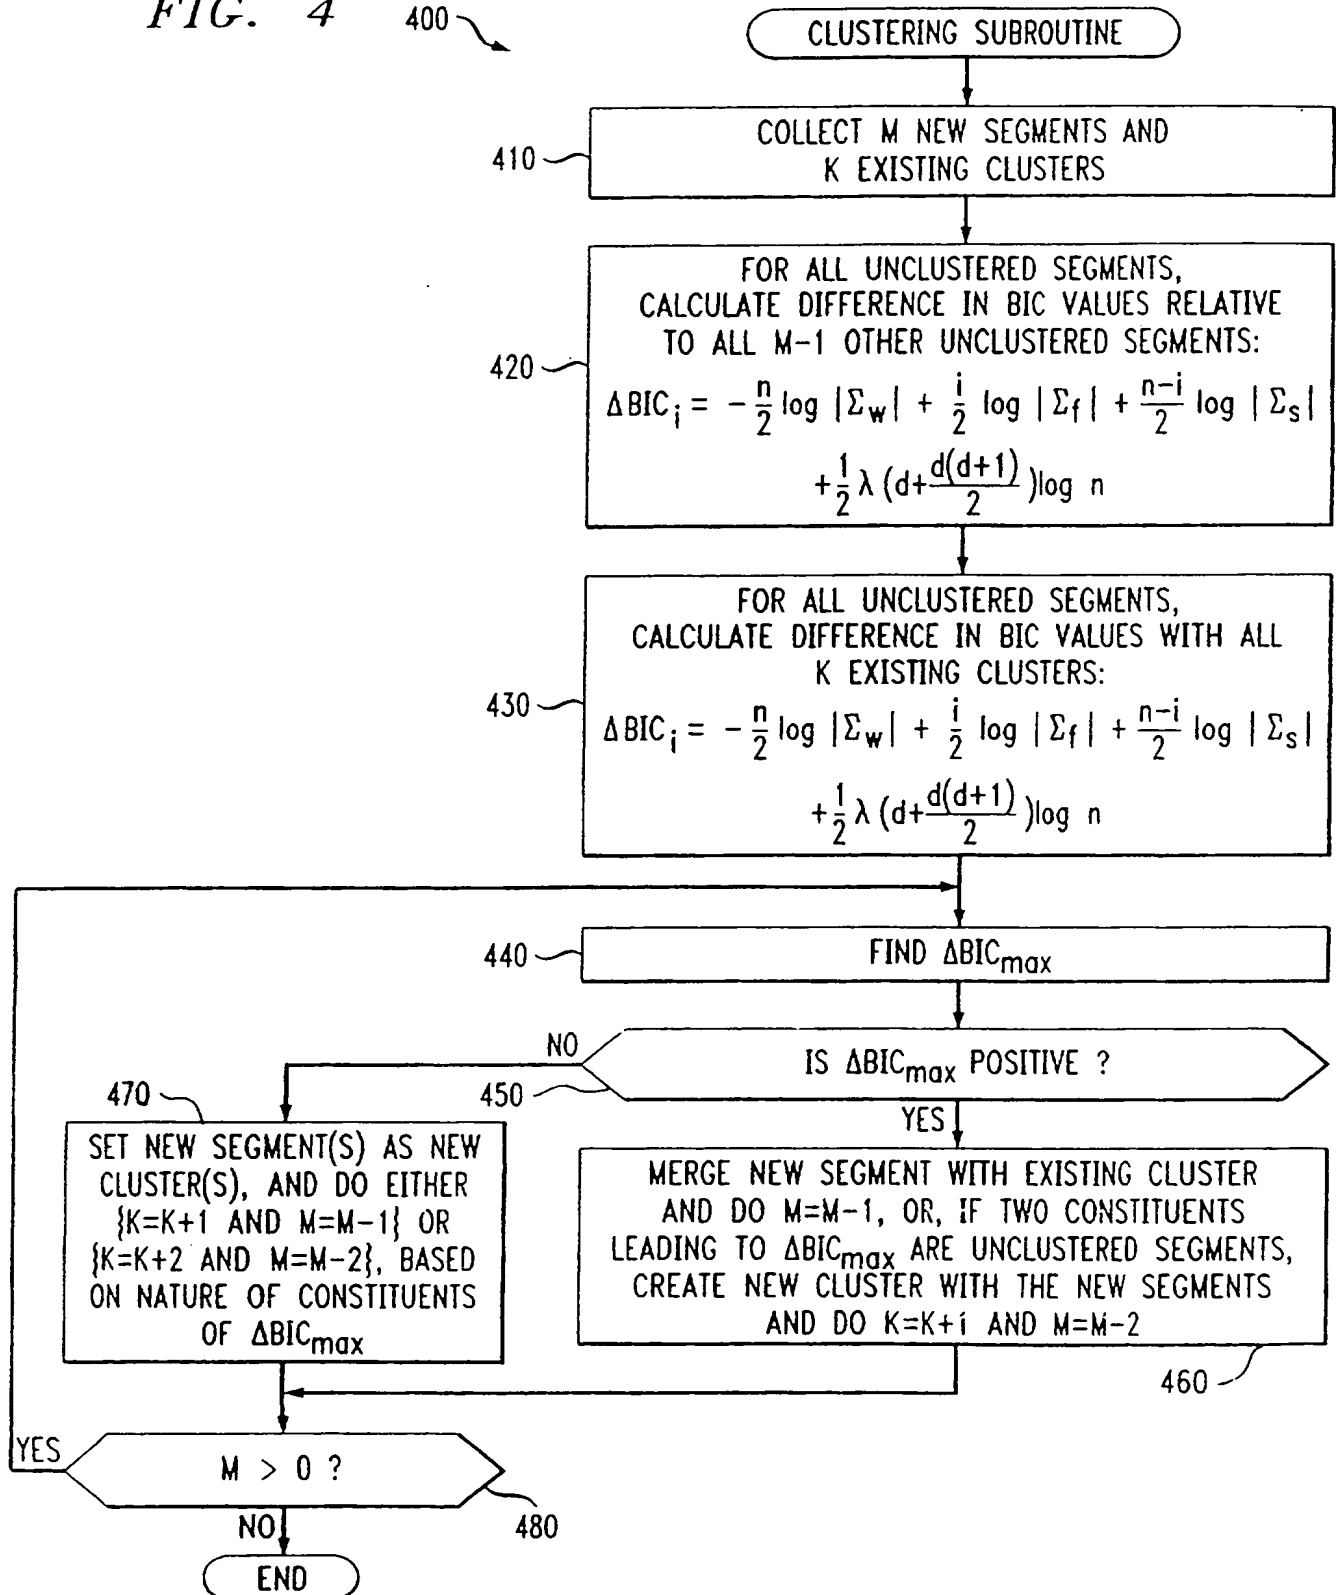 FIG. 4
400
CLUSTERING SUBROUTINE
410
COLLECT M NEW SEGMENTS AND
K EXISTING CLUSTERS
420
FOR ALL UNCLUSTERED SEGMENTS,
CALCULATE DIFFERENCE IN BIC VALUES RELATIVE
TO ALL M-1 OTHER UNCLUSTERED SEGMENTS:
ΔBIC_i = - n/2 log |Σ_w| + i/2 log |Σ_f| + n-i/2 log |Σ_s|
+ 1/2 λ (d+ d(d+1)/2 )log n
430
FOR ALL UNCLUSTERED SEGMENTS,
CALCULATE DIFFERENCE IN BIC VALUES WITH ALL
K EXISTING CLUSTERS:
ΔBIC_i = - n/2 log |Σ_w| + i/2 log |Σ_f| + n-i/2 log |Σ_s|
+ 1/2 λ (d+ d(d+1)/2 )log n
440
FIND ΔBIC_max
450
IS ΔBIC_max POSITIVE ?
NO
YES
470
SET NEW SEGMENT(S) AS NEW
CLUSTER(S), AND DO EITHER
{K=K+1 AND M=M-1} OR
{K=K+2 AND M=M-2}, BASED
ON NATURE OF CONSTITUENTS
OF ΔBIC_max
MERGE NEW SEGMENT WITH EXISTING CLUSTER
AND DO M=M-1, OR, IF TWO CONSTITUENTS
LEADING TO ΔBIC_max ARE UNCLUSTERED SEGMENTS,
CREATE NEW CLUSTER WITH THE NEW SEGMENTS
AND DO K=K+i AND M=M-2
460
YES
M > 0 ?
480
NO
END